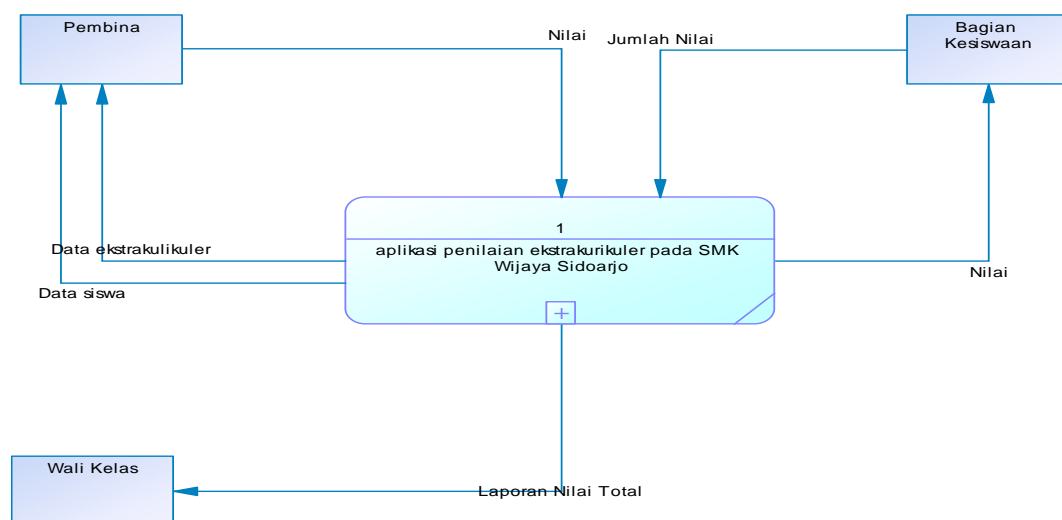 Pembina
Nilai
Jumlah Nilai
Bagian
Kesiswaan
1
aplikasi penilaian ekstrakurikuler pada SMK
Wijaya Sidoarjo
Data ekstrakulikuler
Nilai
Data siswa
Wali Kelas
Laporan Nilai Total